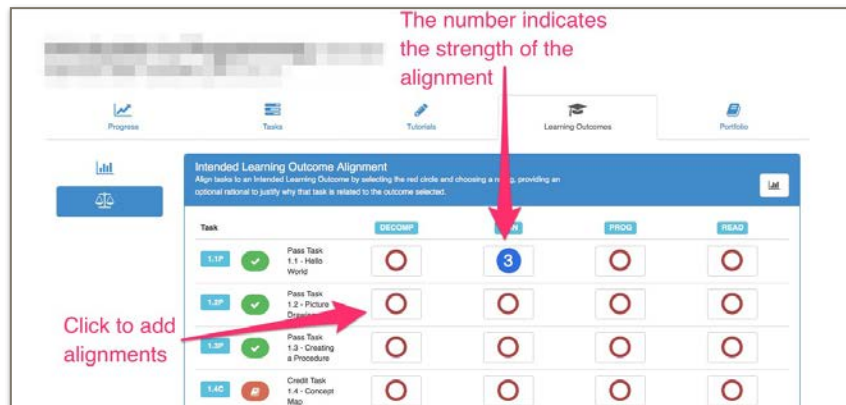 The number indicates
the strength of the
alignment
Progress
Tasks
Tutorials
Learning Outcomes
Portfolio
Intended Learning Outcome Alignment
Align tasks to an Intended Learning Outcome by selecting the red circle and choosing a rating, providing an
optional rational to justify why that task is related to the outcome selected.
Task
DECOMP
PROG
READ
1.1P
Pass Task
1.1 - Hello
World
3
1.2P
Pass Task
1.2 - Picture
Click to add
alignments
1.3P
Pass Task
1.3 - Creating
a Procedure
1.4C
Credit Task
1.4 - Concept
Map